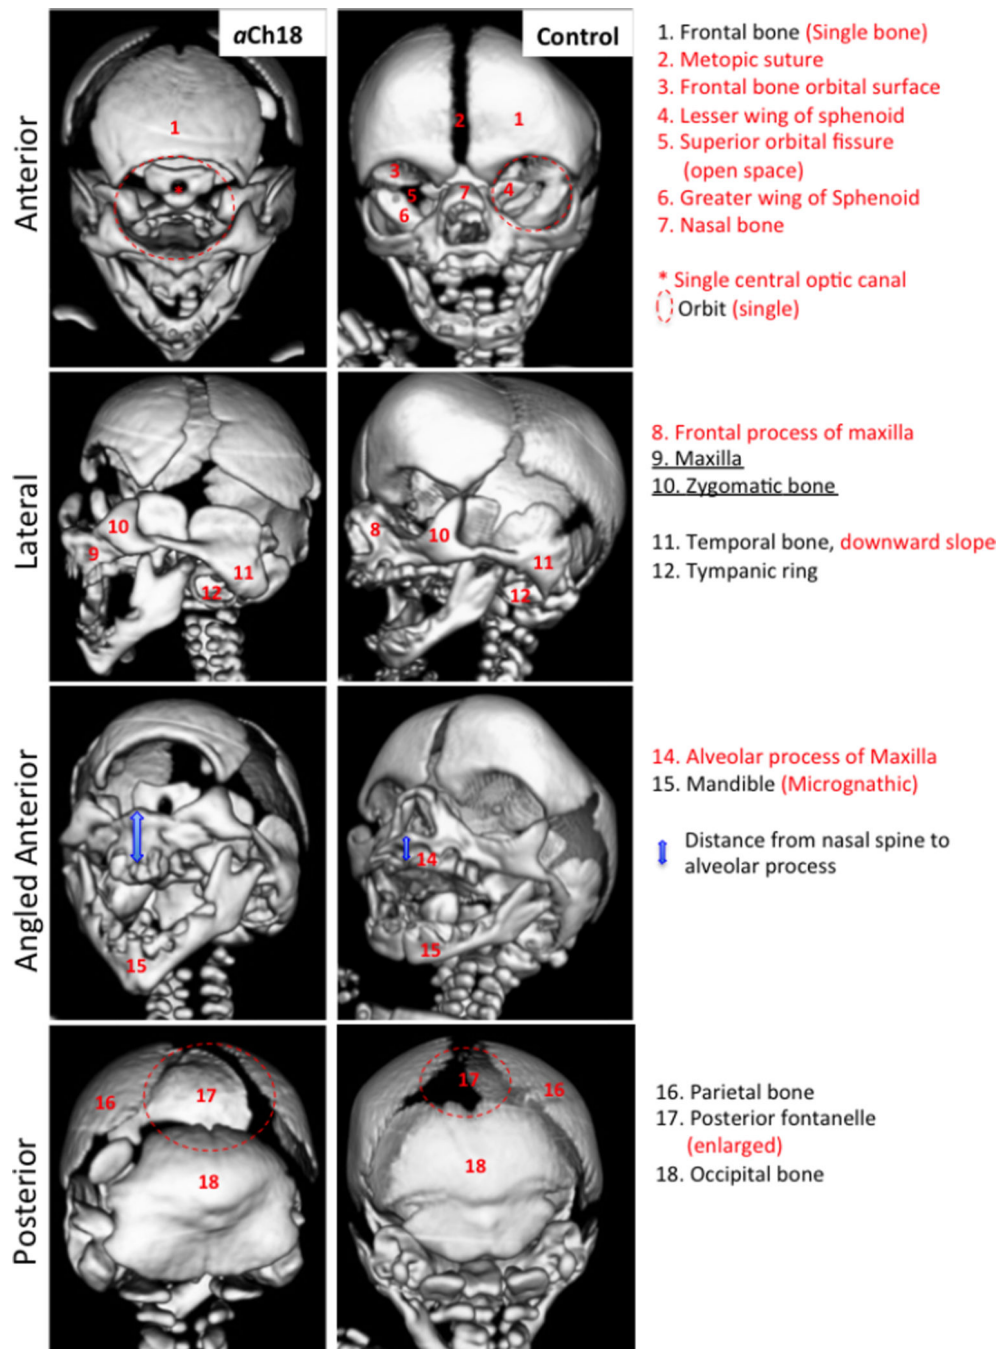 aCh18
Control
Anterior
1
*
2
1
3
5
4
7
6
1. Frontal bone (Single bone)
2. Metopic suture
3. Frontal bone orbital surface
4. Lesser wing of sphenoid
5. Superior orbital fissure
(open space)
6. Greater wing of Sphenoid
7. Nasal bone
* Single central optic canal
Orbit (single)
Lateral
10
9
11
12
8
10
11
12
8. Frontal process of maxilla
9. Maxilla
10. Zygomatic bone
11. Temporal bone, downward slope
12. Tympanic ring
Angled Anterior
15
14
15
14. Alveolar process of Maxilla
15. Mandible (Micrognathic)
Distance from nasal spine to
alveolar process
Posterior
16
17
18
17
16
18
16. Parietal bone
17. Posterior fontanelle
(enlarged)
18. Occipital bone